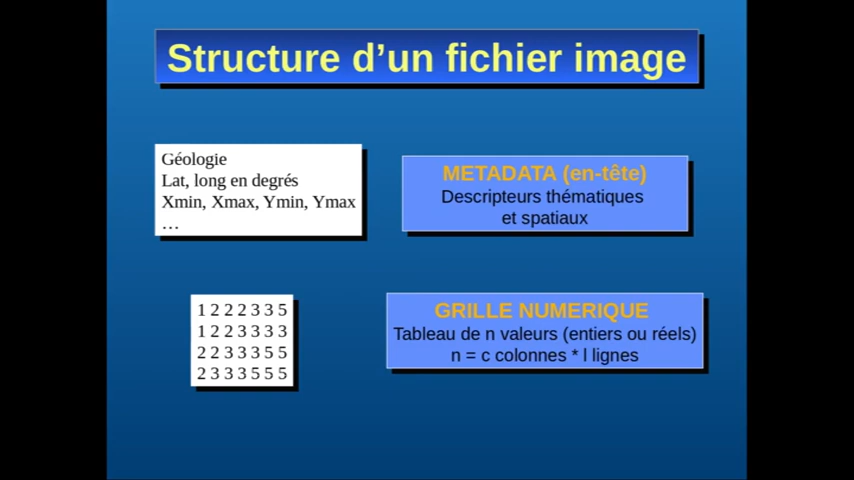 Structure d’un fichier image
Géologie
Lat, long en degrés
Xmin, Xmax, Ymin, Ymax
…
METADATA (en-tête)
Descripteurs thématiques
et spatiaux
1 2 2 2 2 3 3 5
1 2 2 3 3 3 3
2 2 3 3 3 5 5
2 3 3 3 5 5 5
GRILLE NUMERIQUE
Tableau de n valeurs (entiers ou réels)
n = c colonnes * l lignes